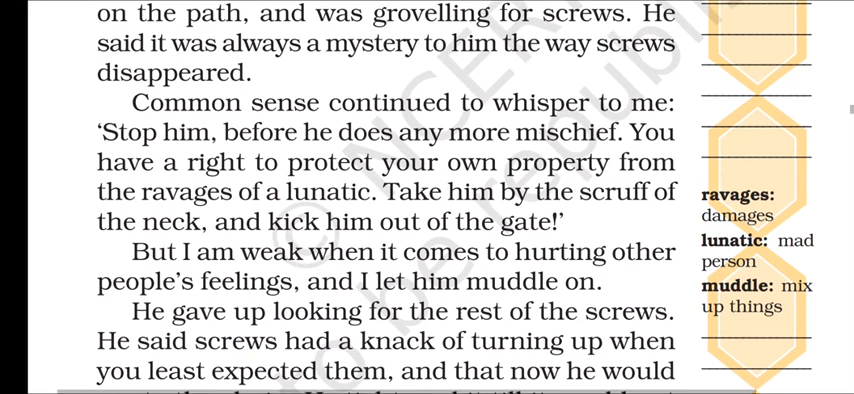 on the path, and was grovelling for screws. He
said it was always a mystery to him the way screws
disappeared.
Common sense continued to whisper to me:
‘Stop him, before he does any more mischief. You
have a right to protect your own property from
the ravages of a lunatic. Take him by the scruff of
the neck, and kick him out of the gate!’
But I am weak when it comes to hurting other
people’s feelings, and I let him muddle on.
He gave up looking for the rest of the screws.
He said screws had a knack of turning up when
you least expected them, and that now he would
ravages:
damages
lunatic: mad
person
muddle: mix
up things
© NCERT
to be republi